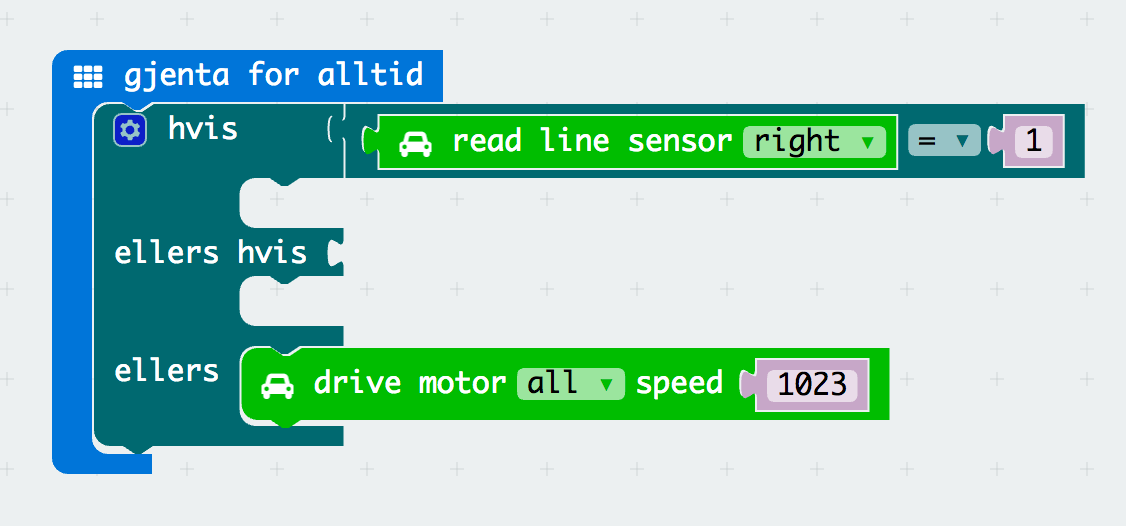 gjenta for alltid
hvis read line sensor right = 1
ellers hvis
ellers drive motor all speed 1023